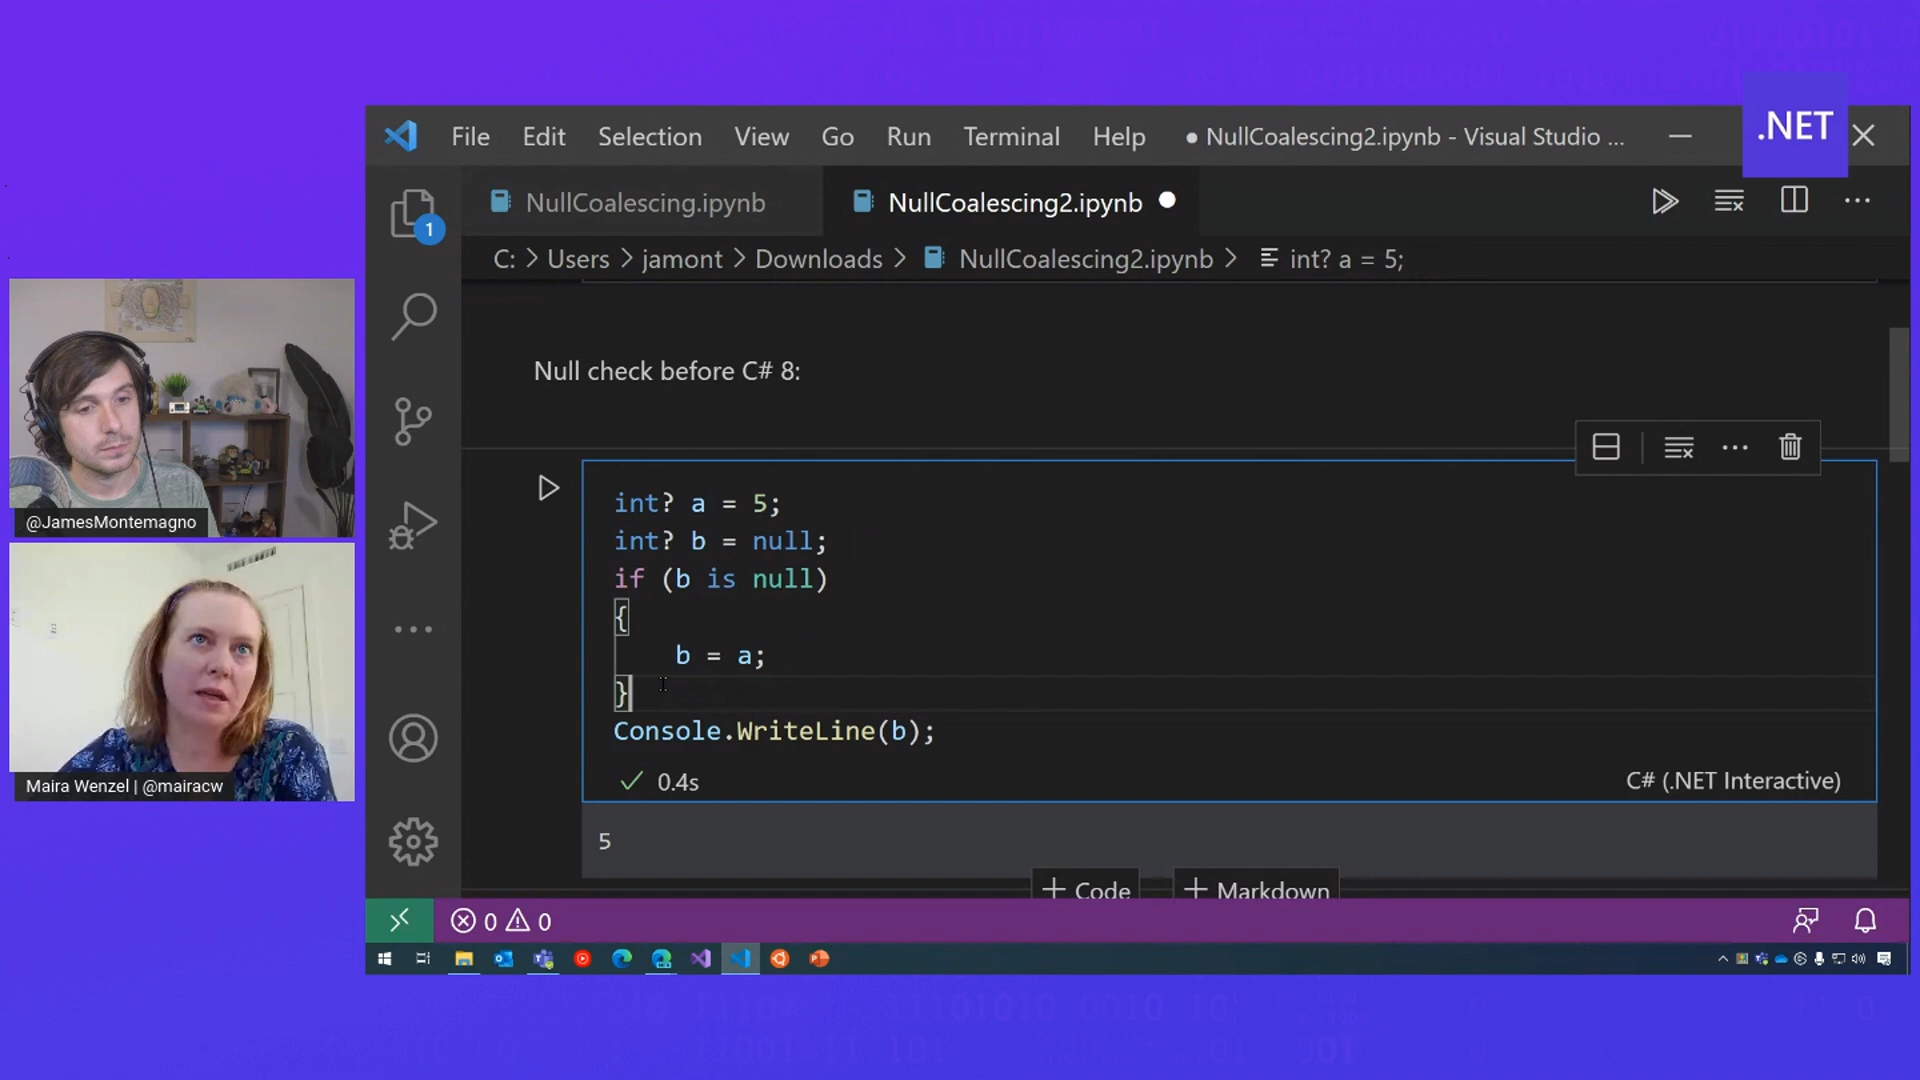 .NET
File Edit Selection View Go Run Terminal Help ● NullCoalescing2.ipynb - Visual Studio ...
NullCoalescing.ipynb NullCoalescing2.ipynb
C: > Users > jamont > Downloads > NullCoalescing2.ipynb > int? a = 5;
1
Null check before C# 8:
int? a = 5;
int? b = null;
if (b is null)
{
b = a;
}
Console.WriteLine(b);
0.4s C# (.NET Interactive)
5
+ Code + Markdown
0 0
@JamesMontemagno
Maira Wenzel | @mairacw